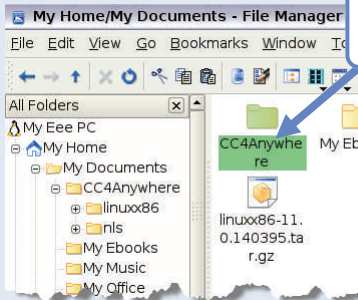 My Home/My Documents - File Manager
File Edit View Go Bookmarks Window
All Folders
My Eee PC
My Home
My Documents
CC4Anywhere
linuxx86
nls
My Ebooks
My Music
My Office
CC4Anywhe
re
My Eb
linuxx86-11.
0.140395.ta
r.gz